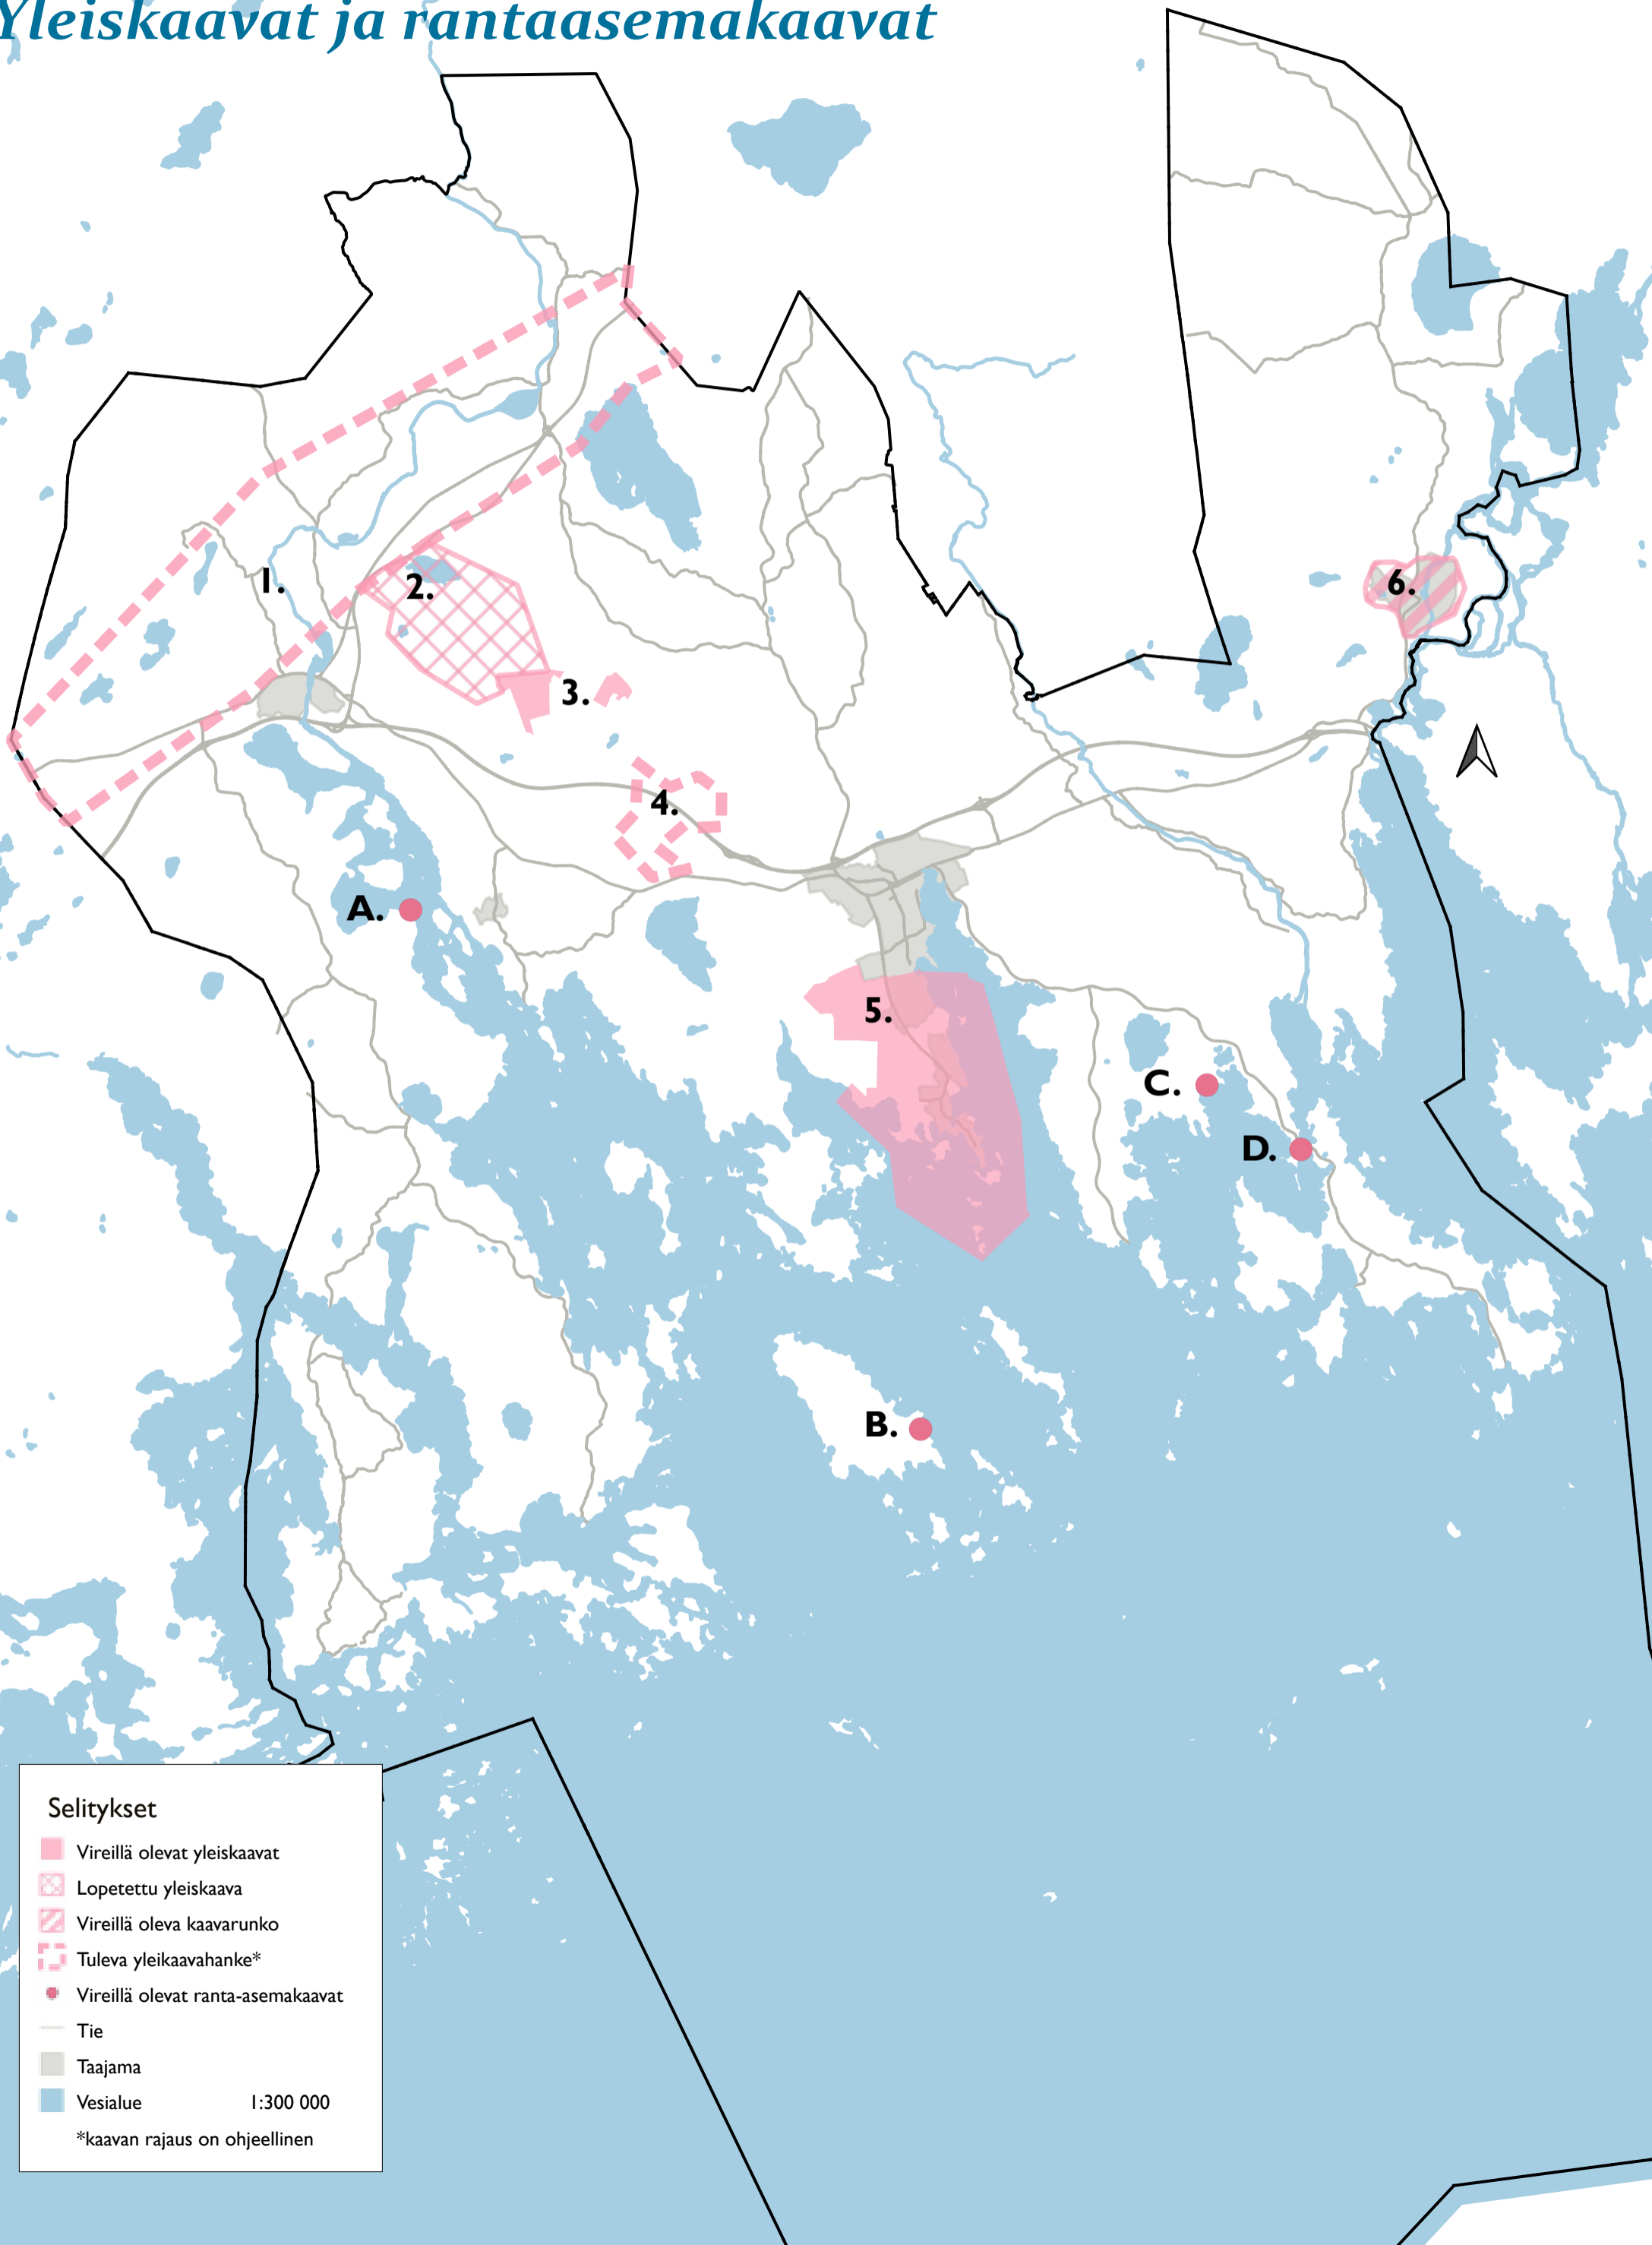 Yleiskaavat ja rantaasemakaavat
1.
2.
3.
4.
5.
6.
A.
B.
C.
D.
Selitykset
Vireillä olevat yleiskaavat
Lopetettu yleiskaava
Vireillä oleva kaavarunko
Tuleva yleikaavahanke*
Vireillä olevat ranta-asemakaavat
Tie
Taajama
Vesialue 1:300 000
*kaavan rajaus on ohjeellinen